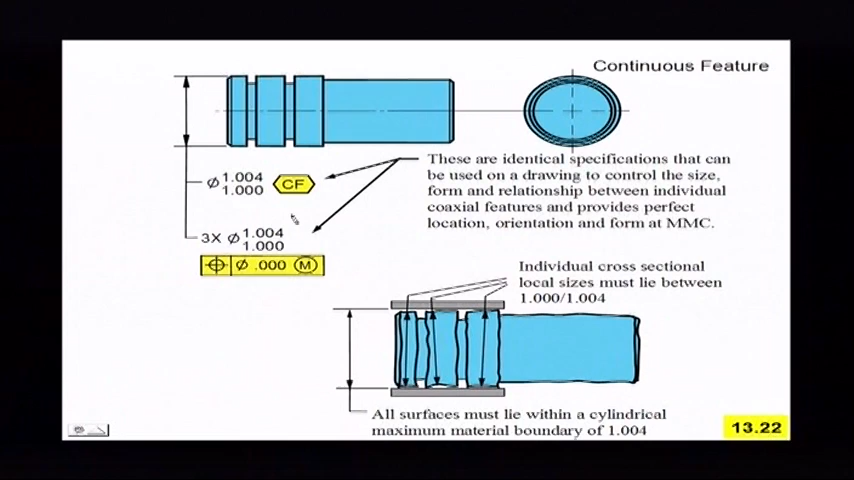 Continuous Feature
⌀1.004
1.000
CF
These are identical specifications that can
be used on a drawing to control the size,
form and relationship between individual
coaxial features and provides perfect
location, orientation and form at MMC.
3X ⌀1.004
1.000
⌖ ⌀ .000 Ⓜ
Individual cross sectional
local sizes must lie between
1.000/1.004
All surfaces must lie within a cylindrical
maximum material boundary of 1.004
13.22